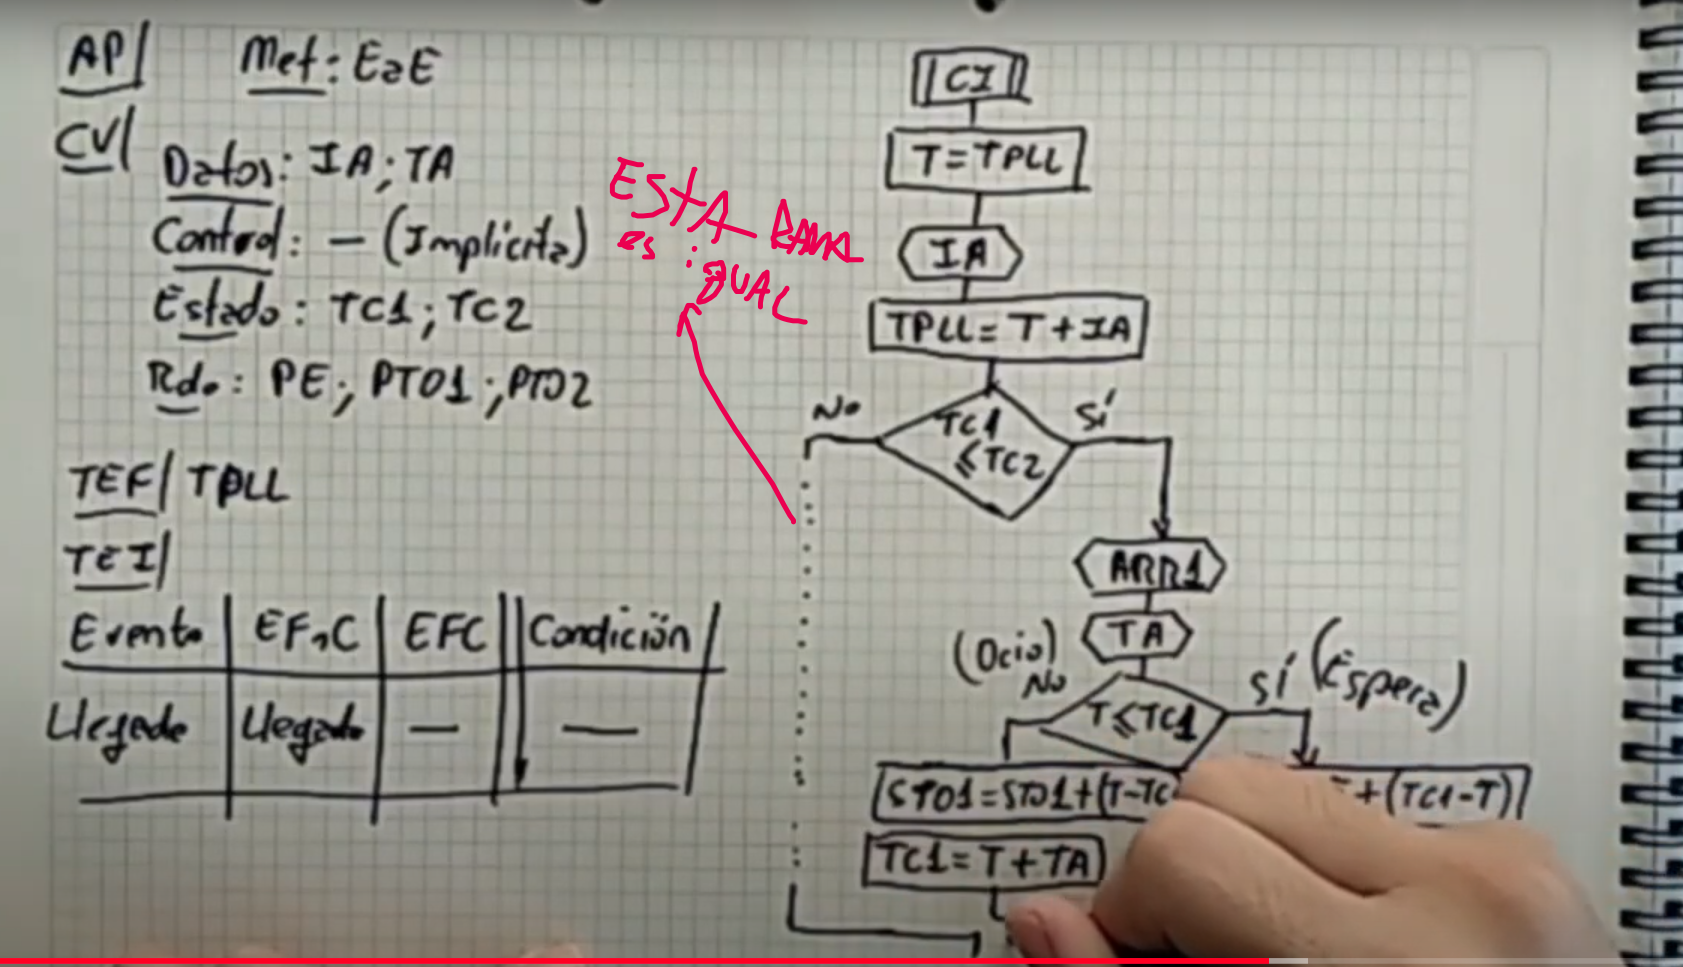 AP/ Met: EaE
CV/
Datos: IA; TA
Control: — (Implícita)
Estado: TC1; TC2
Rdo: PE; PTO1; PTO2
TEF/ TPLL
TEI/
Evento EFnC EFC Condición
Llegada Llegada — —
ESTA RAMA
es igual
CI
T=TPLL
IA
TPLL= T+IA
TC1
≤TC2
No
Sí
ARR1
TA
(Ocio)
No
T≤TC1
Sí (Espera)
STO1=STO1+(T-TC
+(TC1-T)
TC1=T+TA